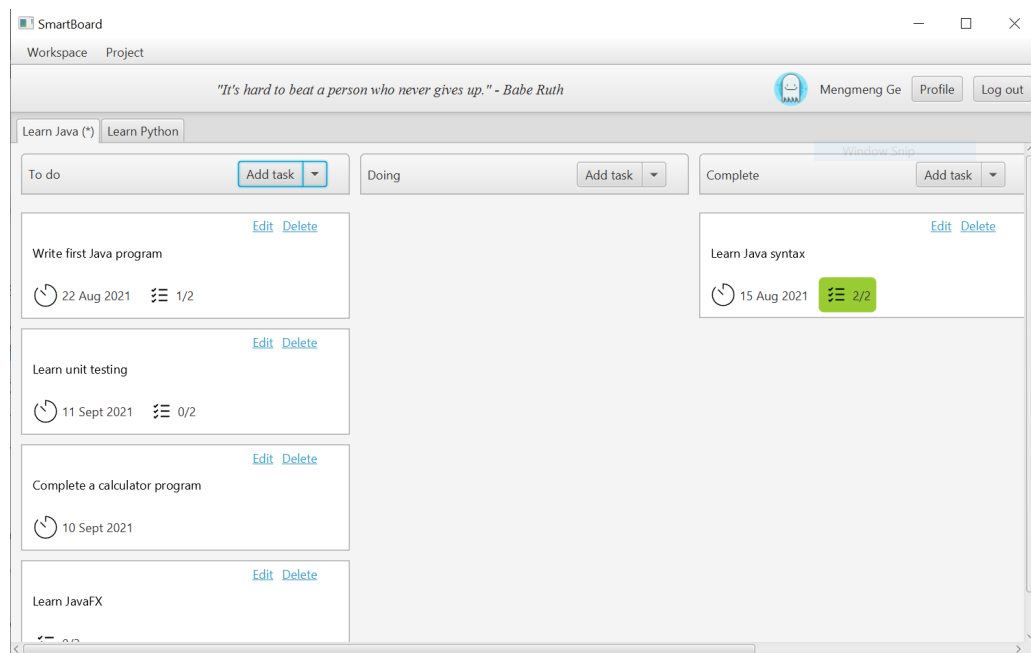 SmartBoard
Workspace Project
"It's hard to beat a person who never gives up." - Babe Ruth
Mengmeng Ge
Profile
Log out
Learn Java (*)
Learn Python
Window Snip
To do
Add task
Doing
Add task
Complete
Add task
Edit Delete
Write first Java program
22 Aug 2021 1/2
Edit Delete
Learn unit testing
11 Sept 2021 0/2
Edit Delete
Complete a calculator program
10 Sept 2021
Edit Delete
Learn JavaFX
Edit Delete
Learn Java syntax
15 Aug 2021 2/2